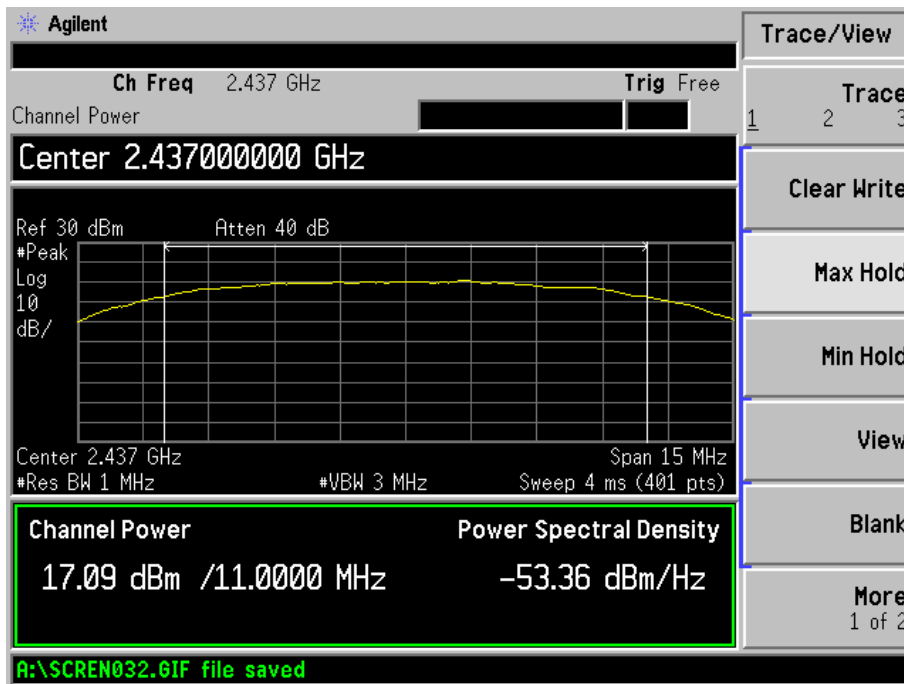 Agilent
Ch Freq 2.437 GHz Trig Free
Channel Power
Center 2.437000000 GHz
Ref 30 dBm Atten 40 dB
#Peak
Log
10
dB/
Center 2.437 GHz Span 15 MHz
#Res BW 1 MHz #VBW 3 MHz Sweep 4 ms (401 pts)
Channel Power Power Spectral Density
17.09 dBm /11.0000 MHz -53.36 dBm/Hz
A:\SCREN032.GIF file saved
Trace/View
Trace
1 2 3
Clear Write
Max Hold
Min Hold
View
Blank
More
1 of 2